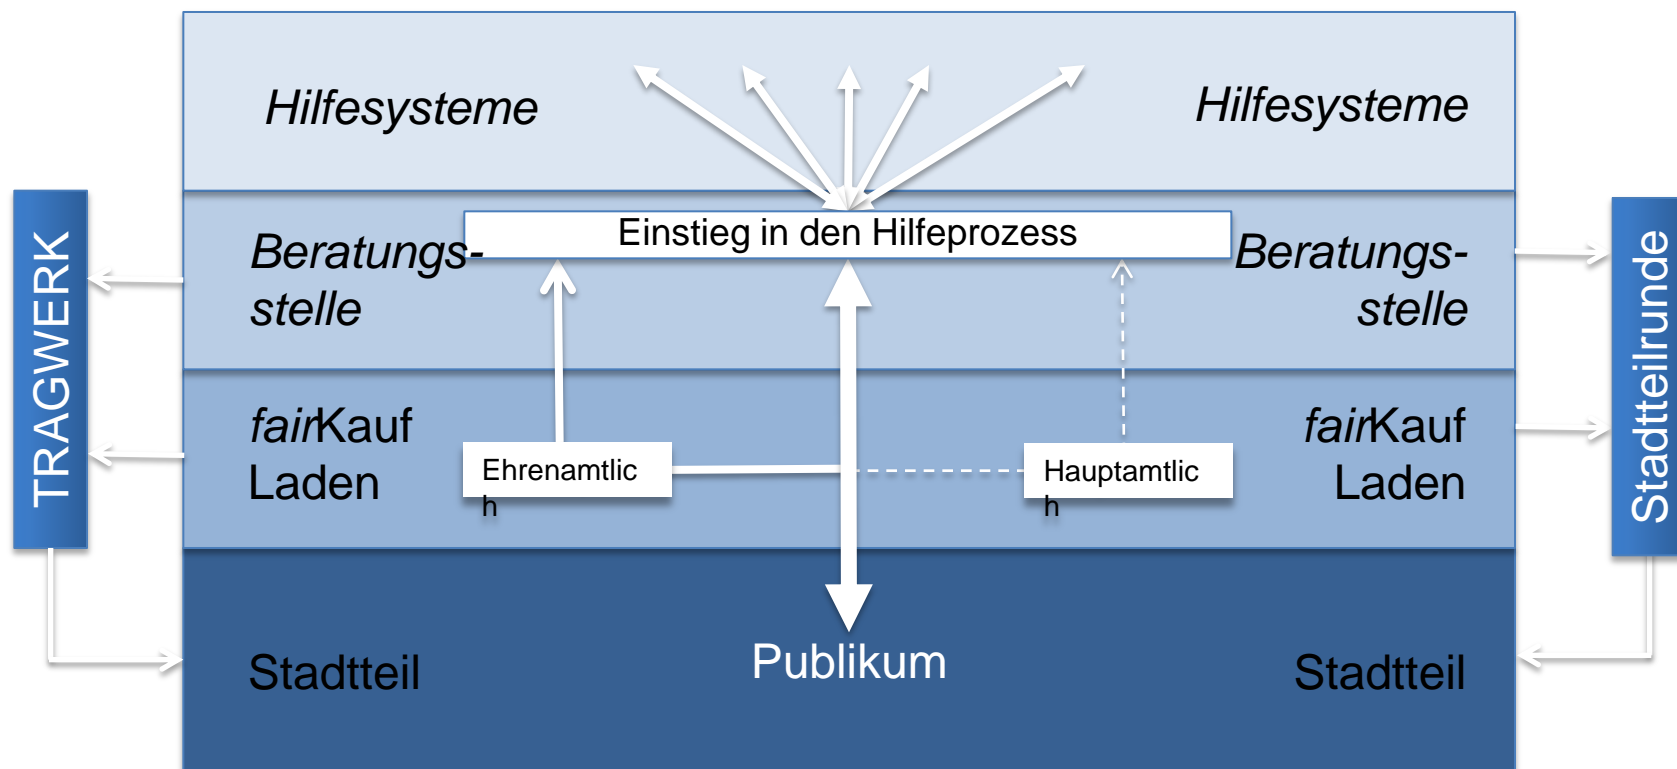 Hilfesysteme
Hilfesysteme
Einstieg in den Hilfeprozess
Beratungs-
stelle
Beratungs-
stelle
TRAGWERK
Stadtteilrunde
fairKauf
Laden
Ehrenamtlic
h
Hauptamtlic
h
fairKauf
Laden
Stadtteil
Publikum
Stadtteil